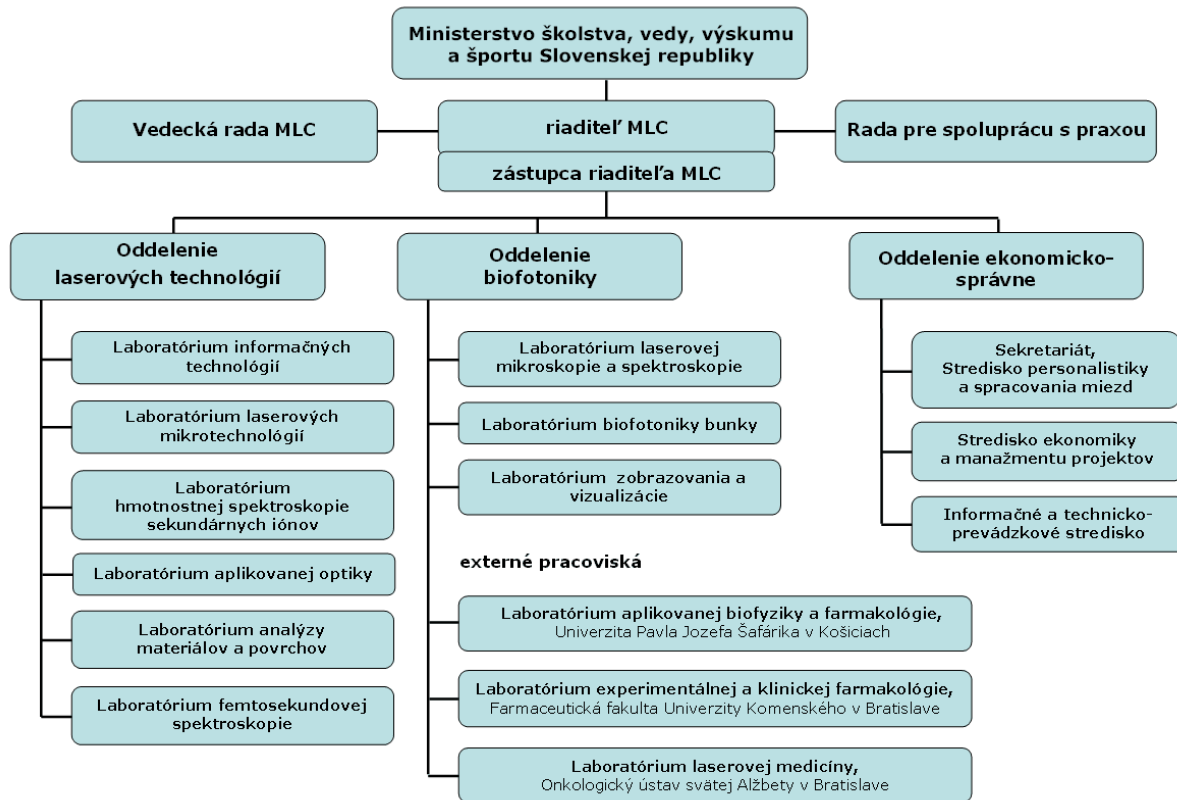 Ministerstvo školstva, vedy, výskumu
a športu Slovenskej republiky
Vedecká rada MLC
riaditeľ MLC
Rada pre spoluprácu s praxou
zástupca riaditeľa MLC
Oddelenie
laserových technológií
Laboratórium informačných
technológií
Laboratórium laserových
mikrotechnológií
Laboratórium
hmotnostnej spektroskopie
sekundárnych iónov
Laboratórium aplikovanej optiky
Laboratórium analýzy
materiálov a povrchov
Laboratórium femtosekundovej
spektroskopie
Oddelenie
biofotoniky
Laboratórium laserovej
mikroskopie a spektroskopie
Laboratórium biofotoniky bunky
Laboratórium zobrazovania a
vizualizácie
externé pracoviská
Laboratórium aplikovanej biofyziky a farmakológie,
Univerzita Pavla Jozefa Šafárika v Košiciach
Laboratórium experimentálnej a klinickej farmakológie,
Farmaceutická fakulta Univerzity Komenského v Bratislave
Laboratórium laserovej medicíny,
Onkologický ústav svätej Alžbety v Bratislave
Oddelenie ekonomicko-
správne
Sekretariát,
Stredisko personalistiky
a spracovania miezd
Stredisko ekonomiky
a manažmentu projektov
Informačné a technicko-
prevádzkové stredisko